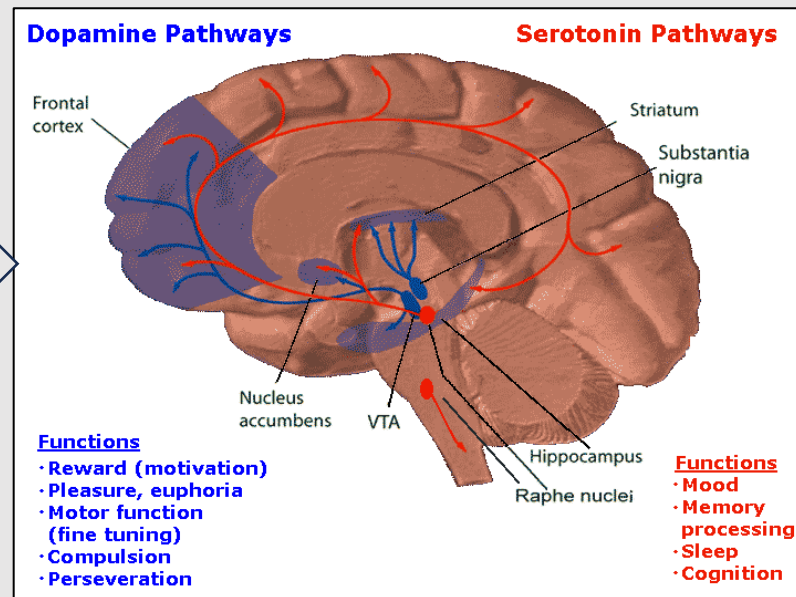 Dopamine Pathways
Serotonin Pathways
Frontal
cortex
Striatum
Substantia
nigra
Nucleus
accumbens
VTA
Hippocampus
Raphe nuclei
Functions
· Reward (motivation)
· Pleasure, euphoria
· Motor function
(fine tuning)
· Compulsion
· Perseveration
Functions
· Mood
· Memory
processing
· Sleep
· Cognition